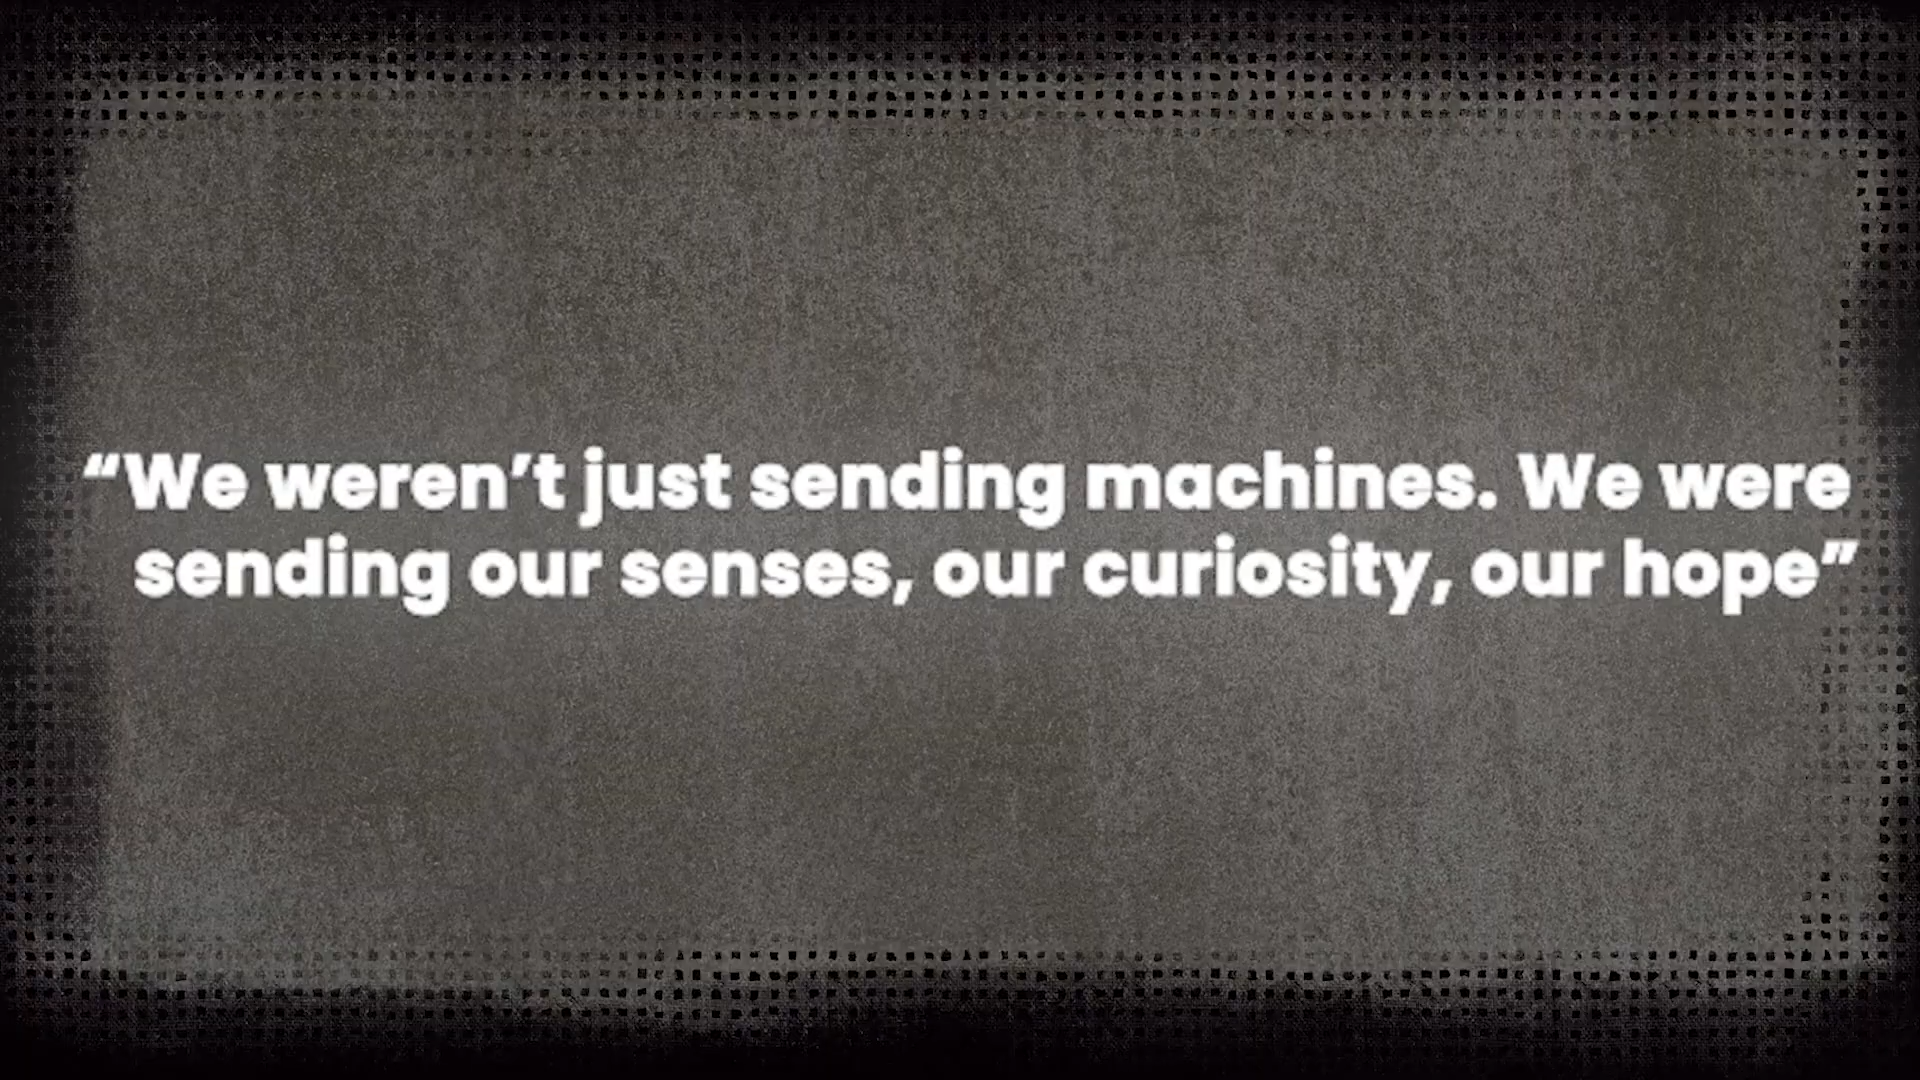 “We weren’t just sending machines. We were
sending our senses, our curiosity, our hope”